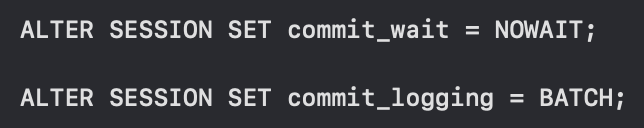 ALTER SESSION SET commit_wait = NOWAIT;
ALTER SESSION SET commit_logging = BATCH;